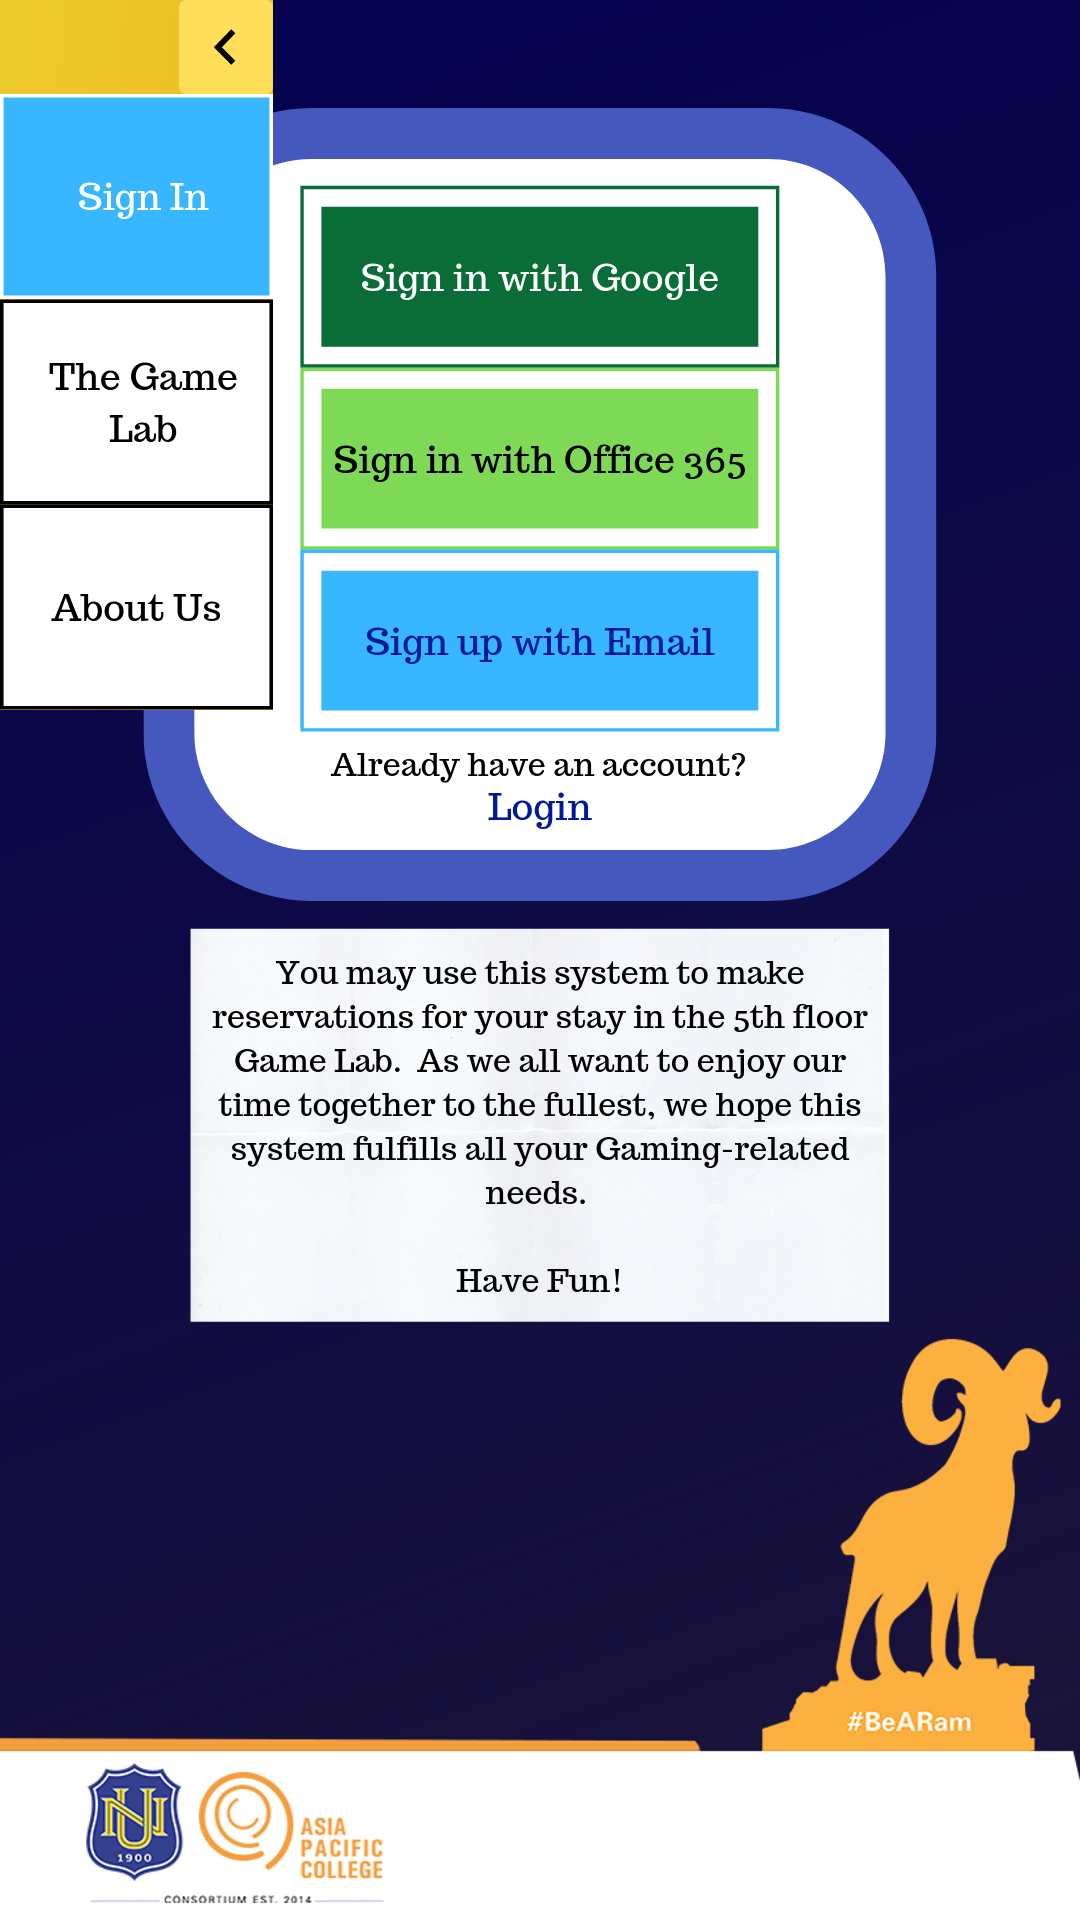 Sign In
The Game
Lab
About Us
Sign in with Google
Sign in with Office 365
Sign up with Email
Already have an account?
Login
You may use this system to make
reservations for your stay in the 5th floor
Game Lab.  As we all want to enjoy our
time together to the fullest, we hope this
system fulfills all your Gaming-related
needs.
Have Fun!
#BeARam
NU
1900
ASIA
PACIFIC
COLLEGE
CONSORTIUM EST. 2014